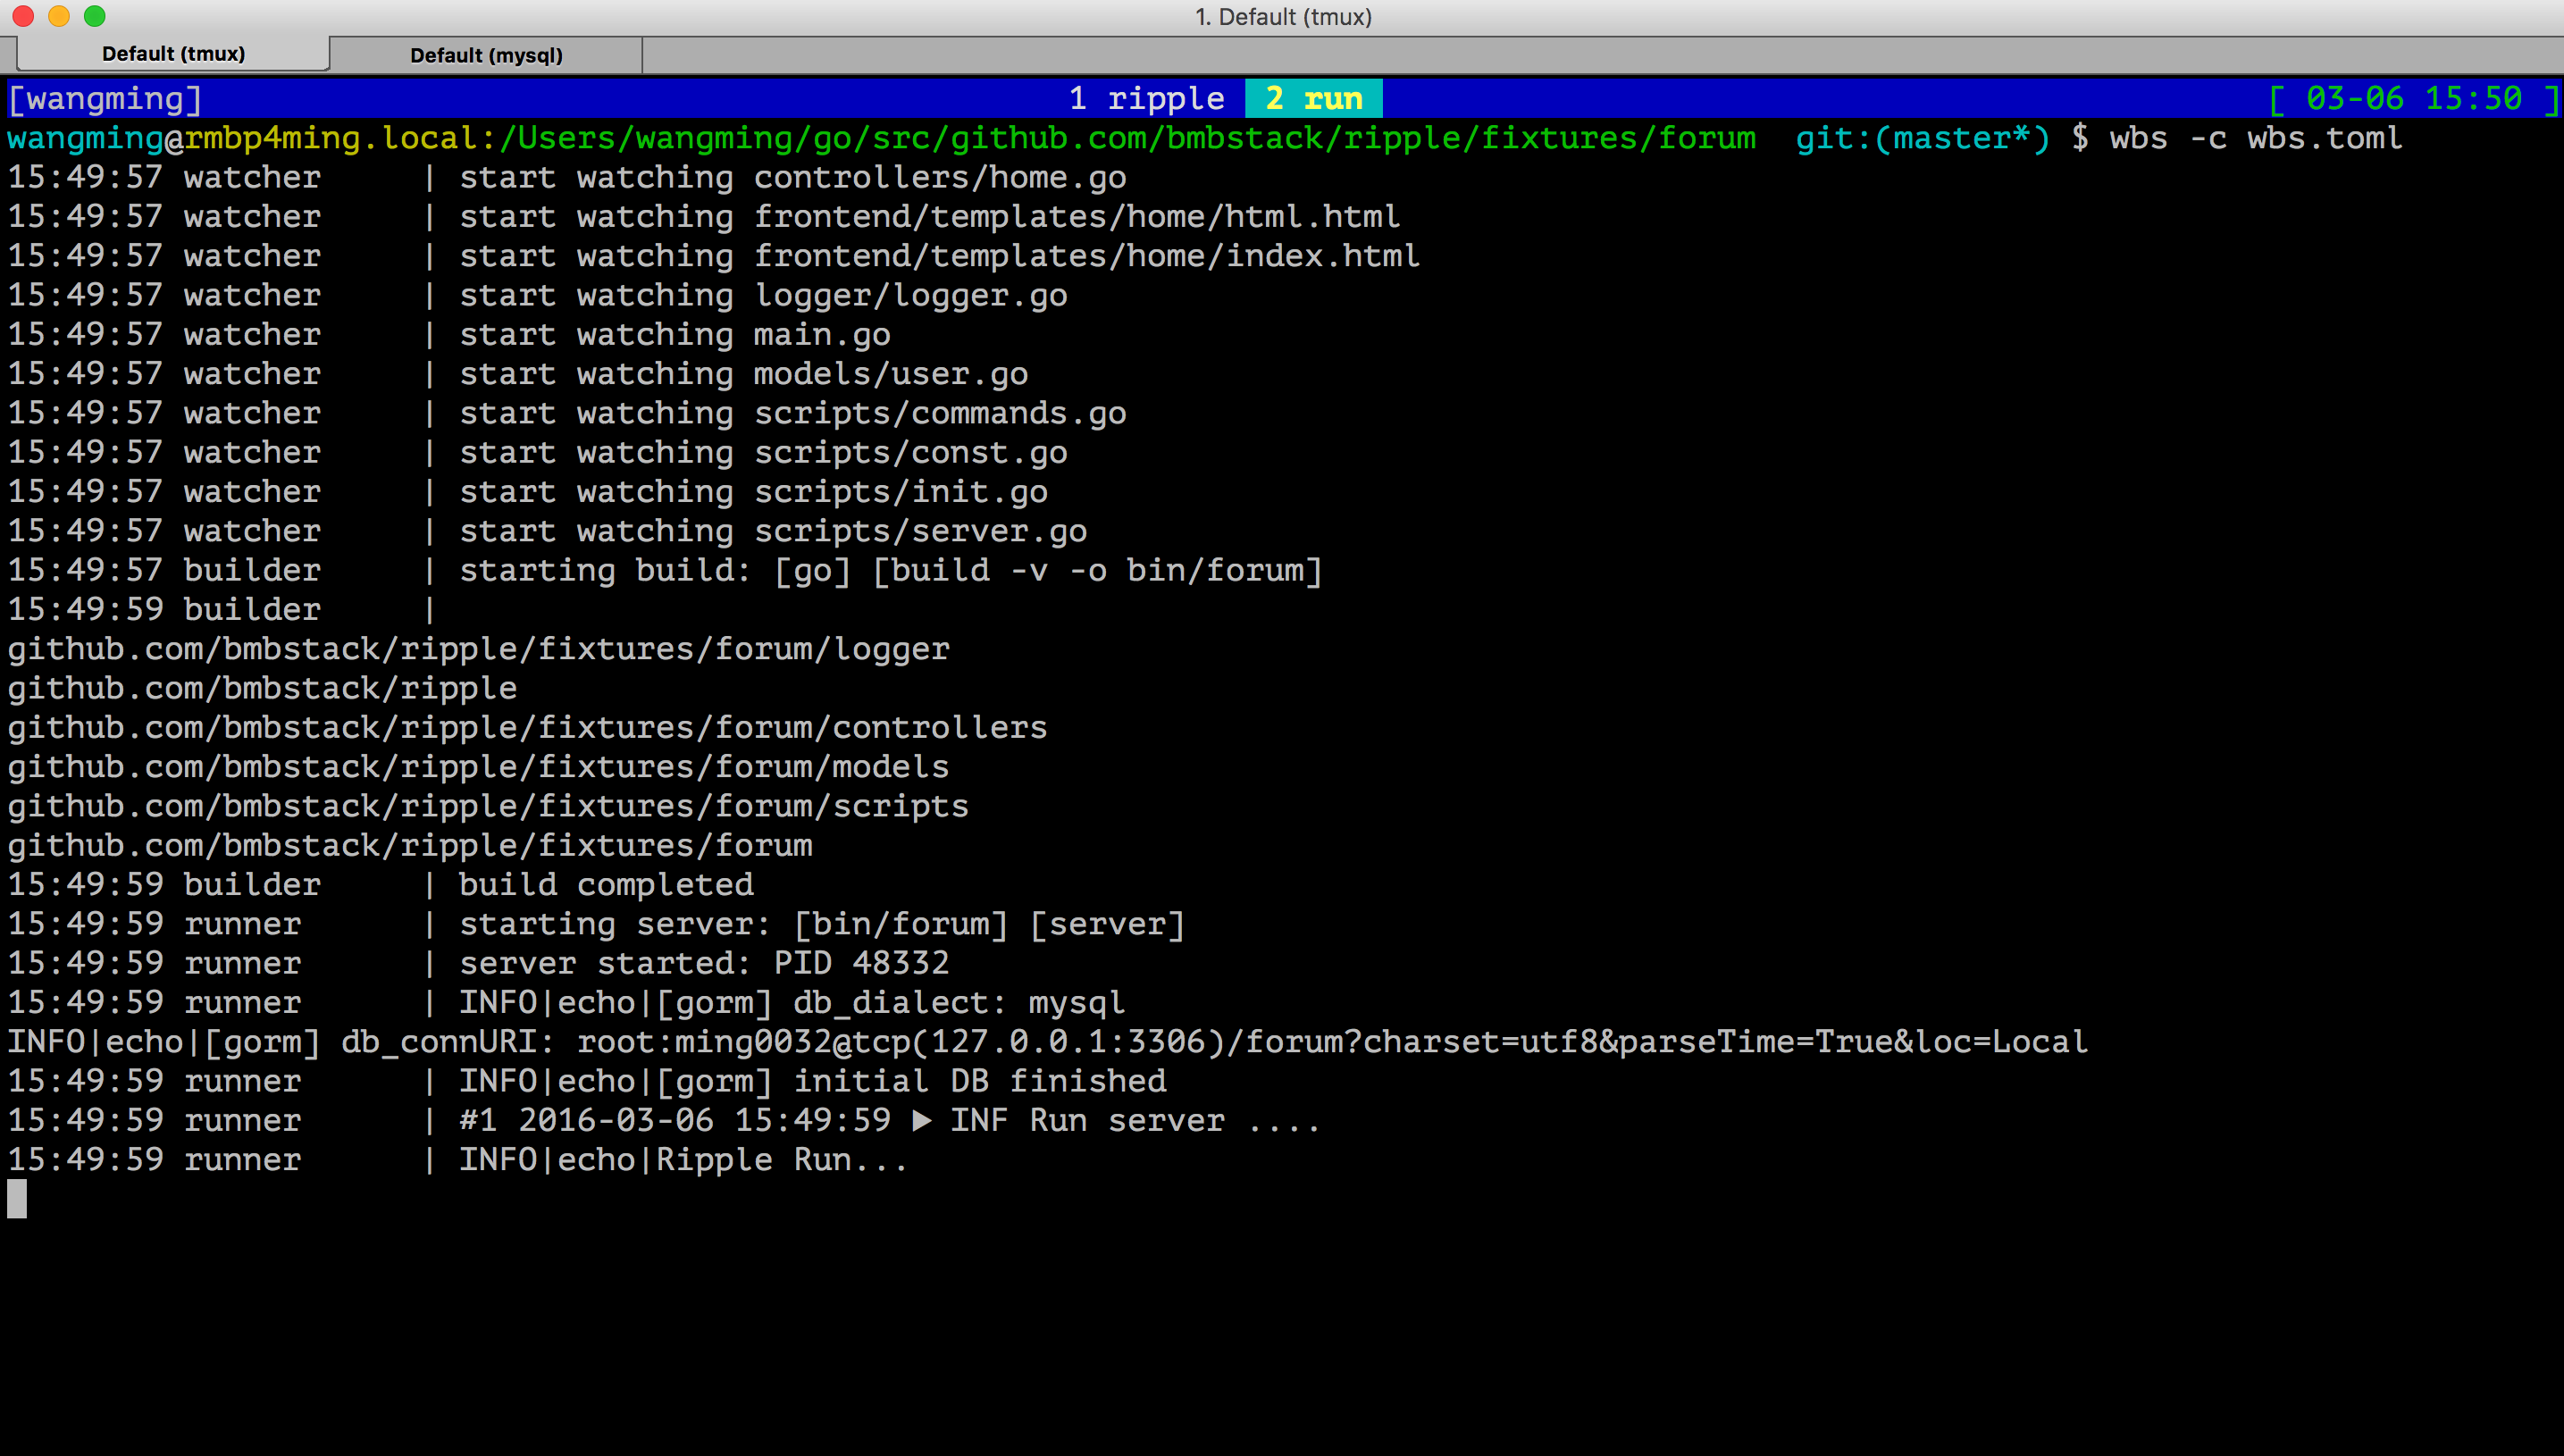 1. Default (tmux)
Default (tmux) Default (mysql)
[wangming] 1 ripple 2 run [ 03-06 15:50 ]
wangming@rmbp4ming.local:/Users/wangming/go/src/github.com/bmbstack/ripple/fixtures/forum git:(master*) $ wbs -c wbs.toml
15:49:57 watcher | start watching controllers/home.go
15:49:57 watcher | start watching frontend/templates/home/html.html
15:49:57 watcher | start watching frontend/templates/home/index.html
15:49:57 watcher | start watching logger/logger.go
15:49:57 watcher | start watching main.go
15:49:57 watcher | start watching models/user.go
15:49:57 watcher | start watching scripts/commands.go
15:49:57 watcher | start watching scripts/const.go
15:49:57 watcher | start watching scripts/init.go
15:49:57 watcher | start watching scripts/server.go
15:49:57 builder | starting build: [go] [build -v -o bin/forum]
15:49:59 builder |
github.com/bmbstack/ripple/fixtures/forum/logger
github.com/bmbstack/ripple
github.com/bmbstack/ripple/fixtures/forum/controllers
github.com/bmbstack/ripple/fixtures/forum/models
github.com/bmbstack/ripple/fixtures/forum/scripts
github.com/bmbstack/ripple/fixtures/forum
15:49:59 builder | build completed
15:49:59 runner | starting server: [bin/forum] [server]
15:49:59 runner | server started: PID 48332
15:49:59 runner | INFO|echo|[gorm] db_dialect: mysql
INFO|echo|[gorm] db_connURI: root:ming0032@tcp(127.0.0.1:3306)/forum?charset=utf8&parseTime=True&loc=Local
15:49:59 runner | INFO|echo|[gorm] initial DB finished
15:49:59 runner | #1 2016-03-06 15:49:59 ▶ INF Run server ....
15:49:59 runner | INFO|echo|Ripple Run...